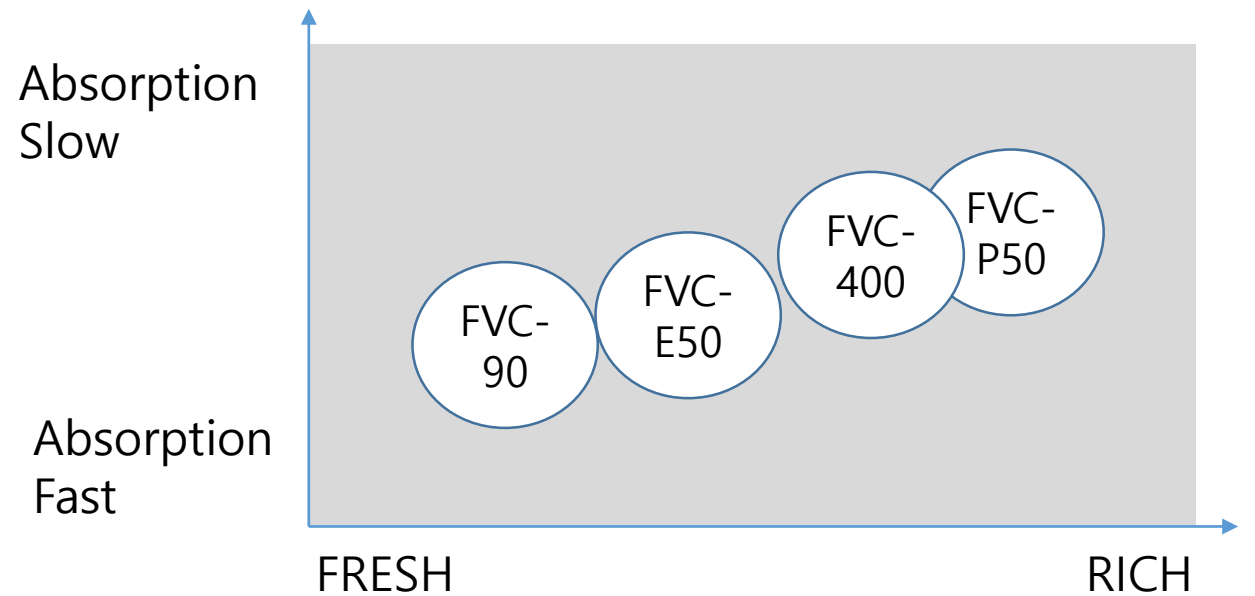 Absorption
Slow
FVC-
P50
FVC-
400
FVC-
E50
FVC-
90
Absorption
Fast
FRESH
RICH